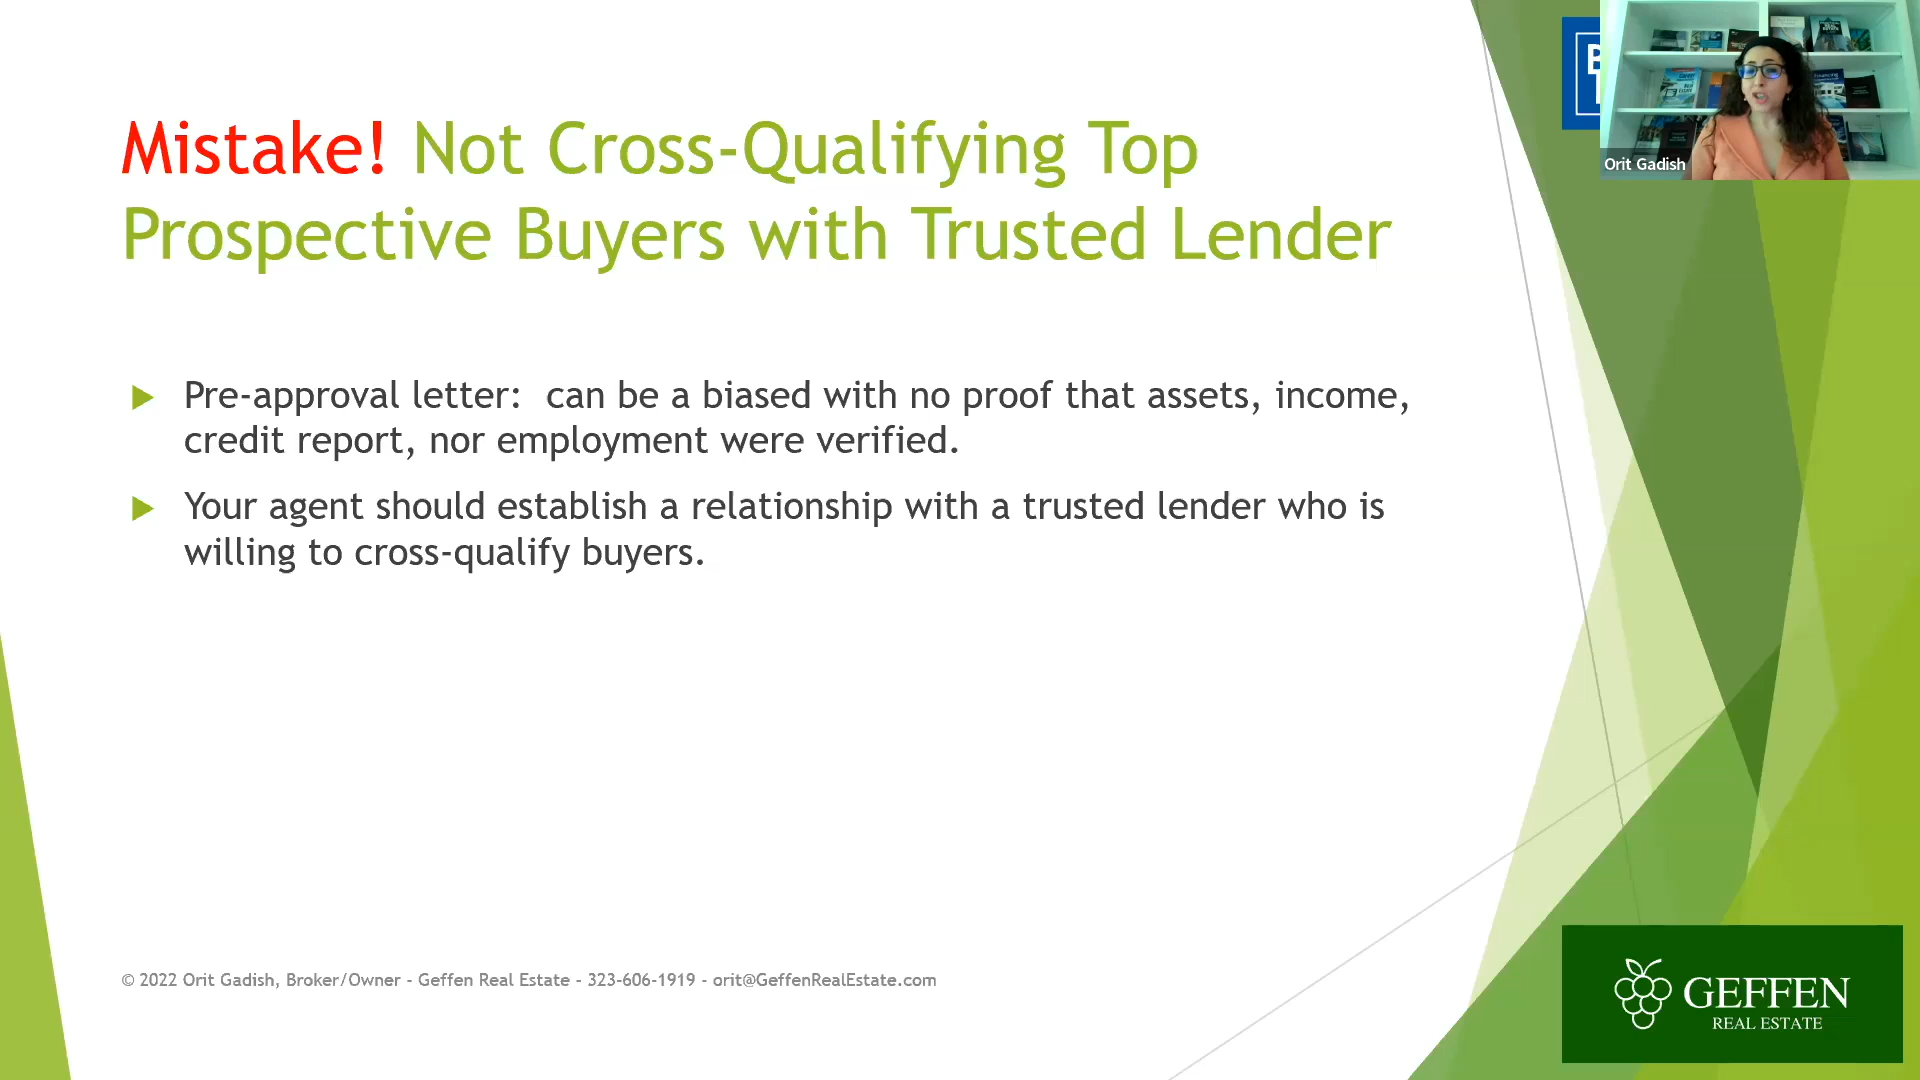 Mistake! Not Cross-Qualifying Top
Prospective Buyers with Trusted Lender
Orit Gadish
Pre-approval letter:  can be a biased with no proof that assets, income,
credit report, nor employment were verified.
Your agent should establish a relationship with a trusted lender who is
willing to cross-qualify buyers.
© 2022 Orit Gadish, Broker/Owner - Geffen Real Estate - 323-606-1919 - orit@GeffenRealEstate.com
GEFFEN
REAL ESTATE